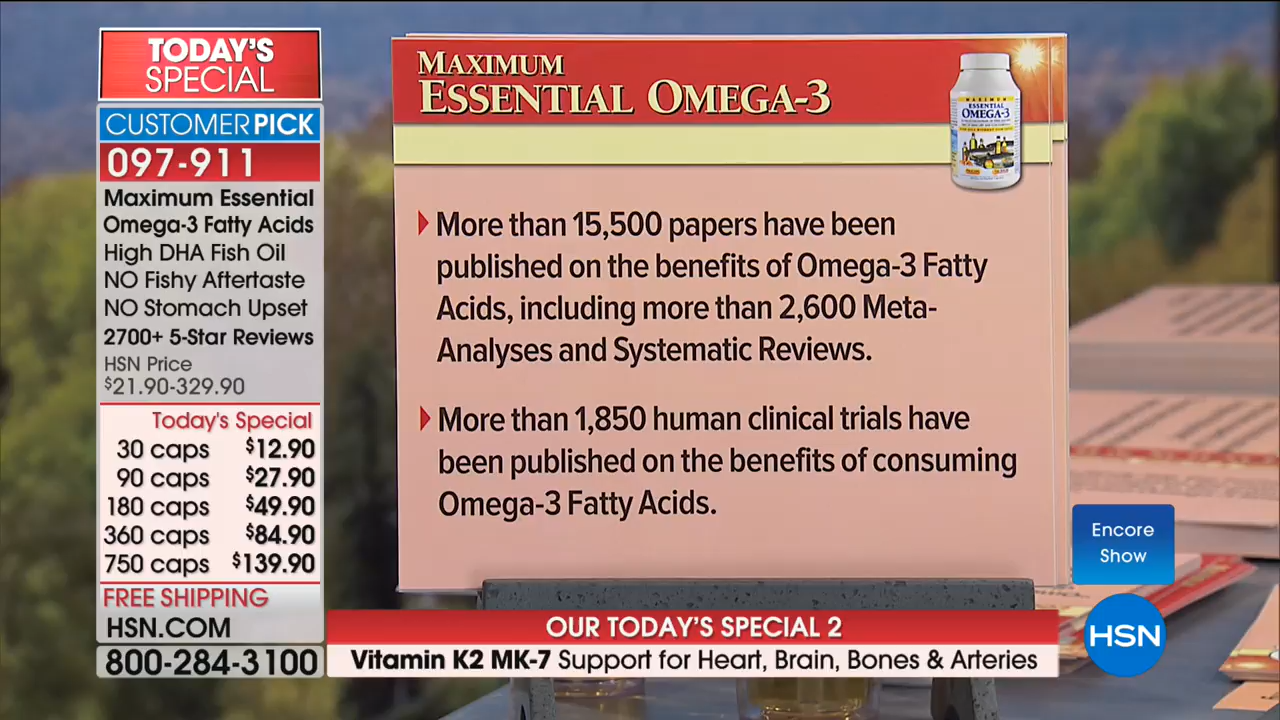 TODAY'S
SPECIAL
CUSTOMER PICK
097-911
Maximum Essential
Omega-3 Fatty Acids
High DHA Fish Oil
NO Fishy Aftertaste
NO Stomach Upset
2700+ 5-Star Reviews
HSN Price
$21.90-329.90
Today's Special
30 caps $12.90
90 caps $27.90
180 caps $49.90
360 caps $84.90
750 caps $139.90
FREE SHIPPING
HSN.COM
800-284-3100
MAXIMUM
ESSENTIAL OMEGA-3
MAXIMUM
ESSENTIAL
OMEGA-3
More than 15,500 papers have been
published on the benefits of Omega-3 Fatty
Acids, including more than 2,600 Meta-
Analyses and Systematic Reviews.
More than 1,850 human clinical trials have
been published on the benefits of consuming
Omega-3 Fatty Acids.
Encore
Show
HSN
OUR TODAY'S SPECIAL 2
Vitamin K2 MK-7 Support for Heart, Brain, Bones & Arteries